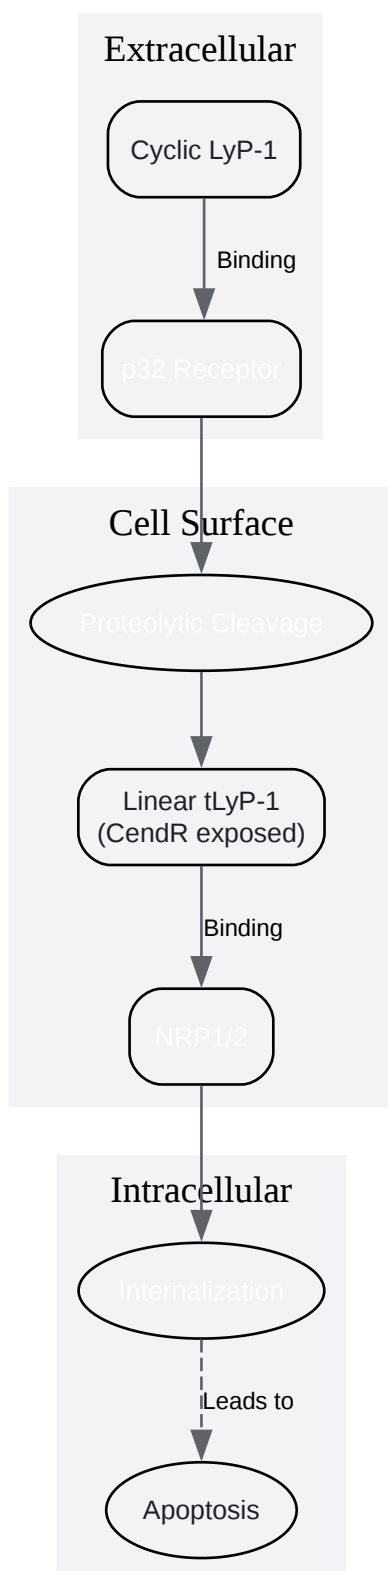 Extracellular
Cyclic LyP-1
Binding
p32 Receptor
Cell Surface
Proteolytic Cleavage
Linear tLyP-1
(CendR exposed)
Binding
NRP1/2
Intracellular
Internalization
Leads to
Apoptosis